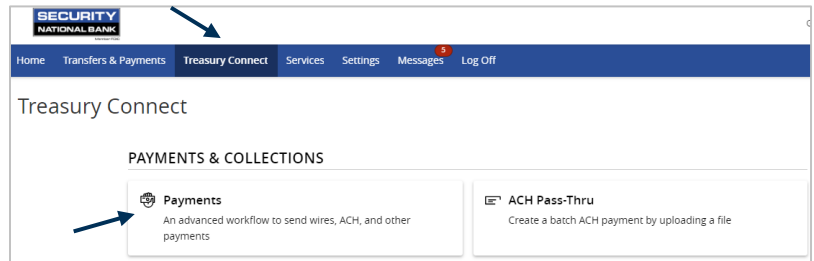 SECURITY
NATIONAL BANK
Home Transfers & Payments Treasury Connect Services Settings Messages 5 Log Off
Treasury Connect
PAYMENTS & COLLECTIONS
Payments
An advanced workflow to send wires, ACH, and other
payments
ACH Pass-Thru
Create a batch ACH payment by uploading a file